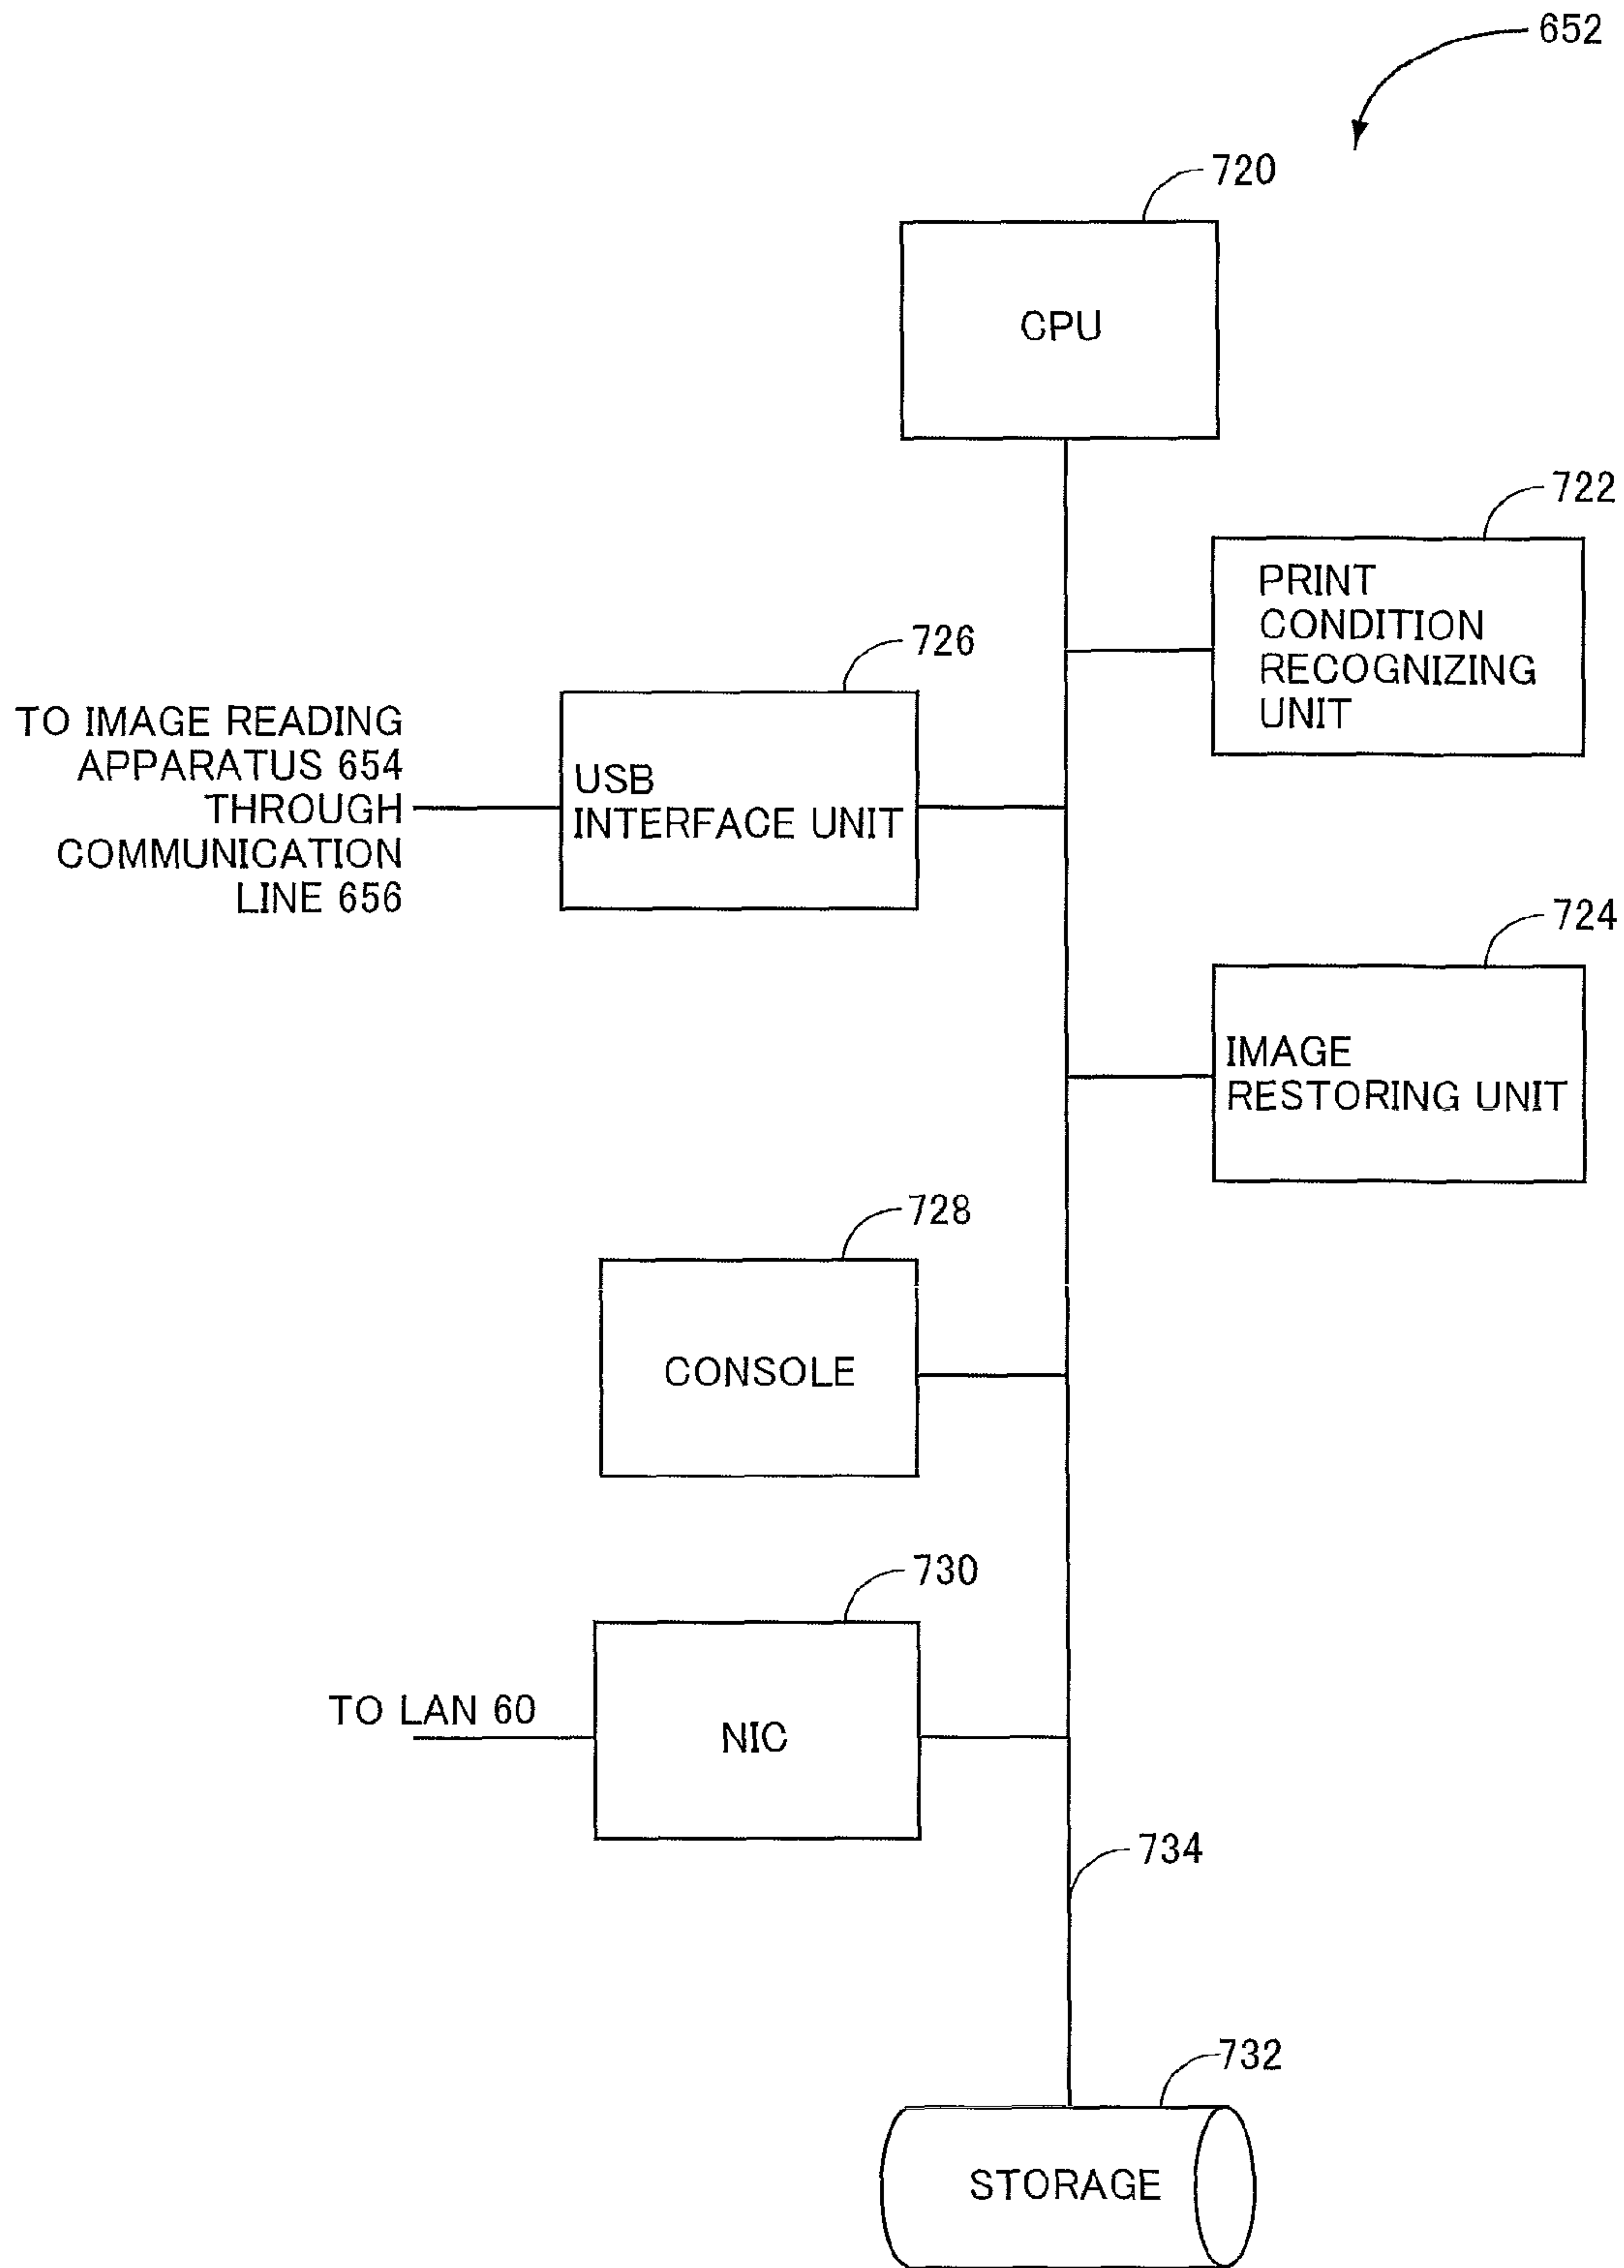 652
720
CPU
722
PRINT
CONDITION
RECOGNIZING
UNIT
726
TO IMAGE READING
APPARATUS 654
THROUGH
COMMUNICATION
LINE 656
USB
INTERFACE UNIT
724
IMAGE
RESTORING UNIT
728
CONSOLE
730
TO LAN 60
NIC
734
732
STORAGE